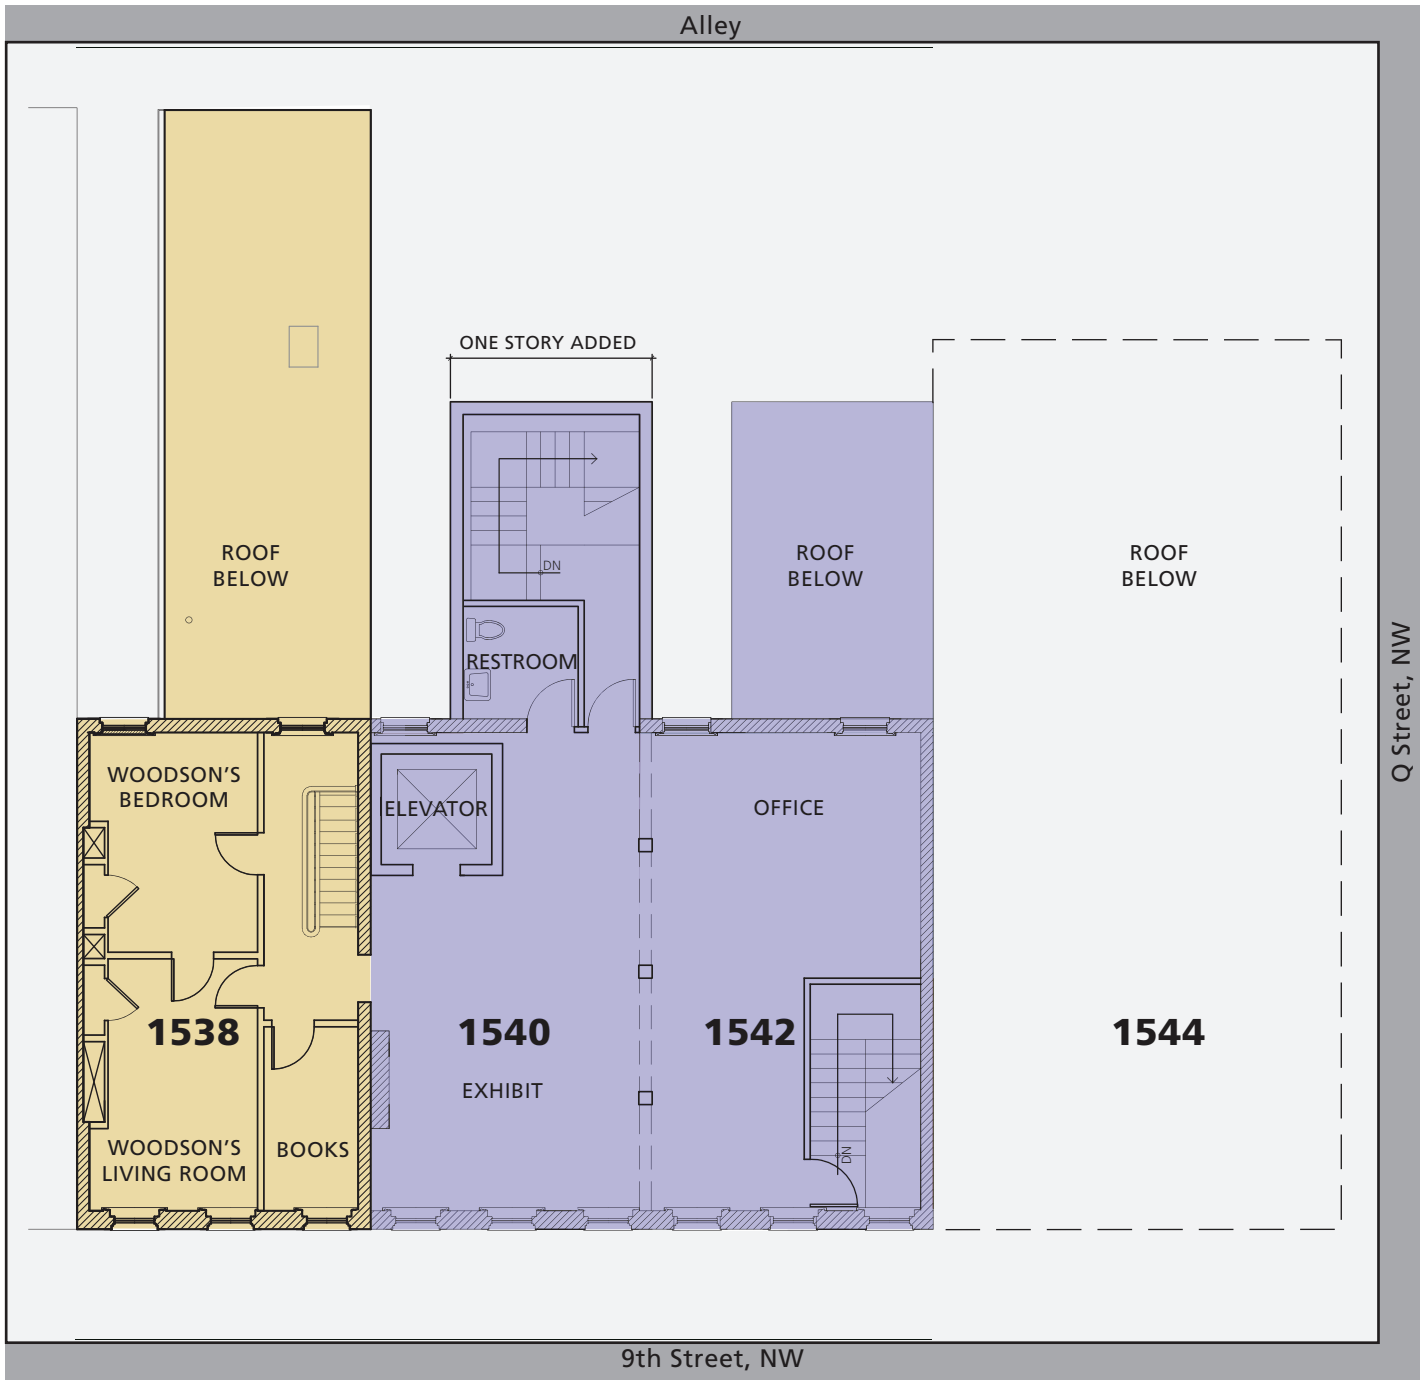 Alley
ONE STORY ADDED
ROOF
BELOW
ROOF
BELOW
ROOF
BELOW
DN
RESTROOM
Q Street, NW
WOODSON'S
BEDROOM
ELEVATOR
OFFICE
1538
1540
1542
1544
EXHIBIT
WOODSON'S
LIVING ROOM
BOOKS
DN
9th Street, NW